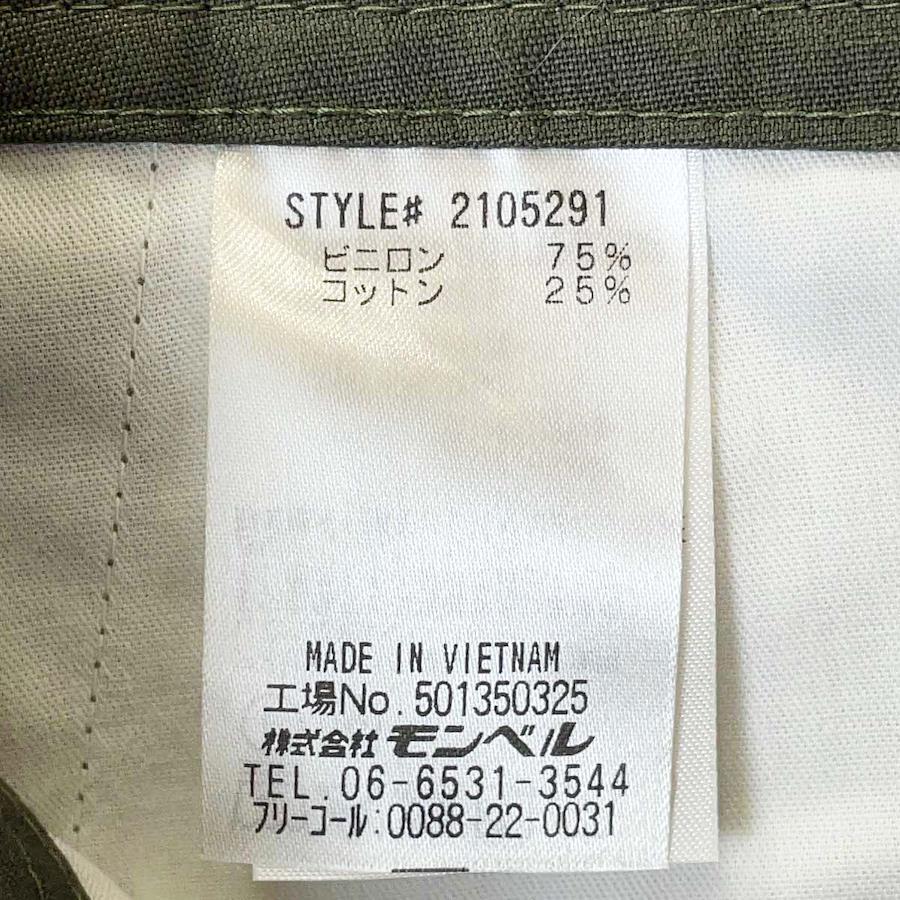 STYLE# 2105291
ビニロン 75%
コットン 25%
MADE IN VIETNAM
工場No.501350325
株式会社モンベル
TEL.06-6531-3544
フリーコール:0088-22-0031